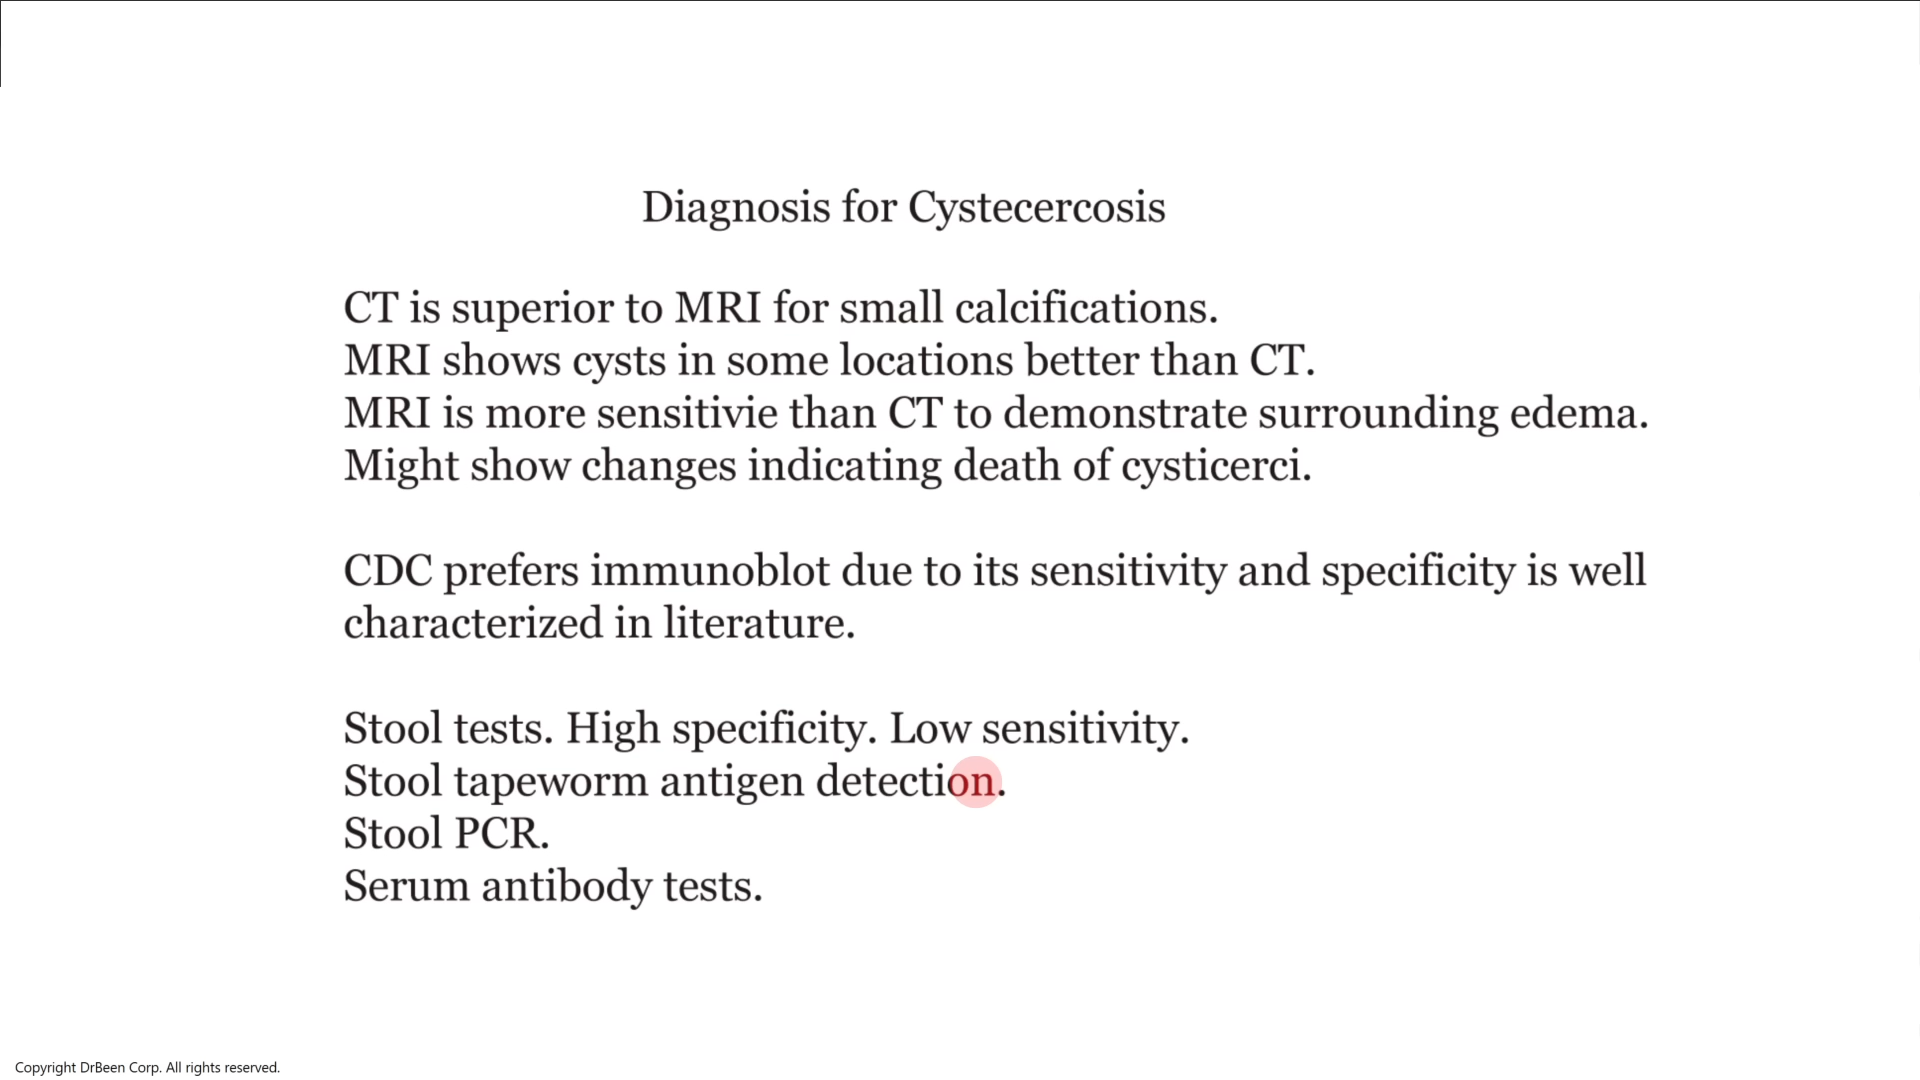 Diagnosis for Cystecercosis
CT is superior to MRI for small calcifications.
MRI shows cysts in some locations better than CT.
MRI is more sensitivie than CT to demonstrate surrounding edema.
Might show changes indicating death of cysticerci.
CDC prefers immunoblot due to its sensitivity and specificity is well
characterized in literature.
Stool tests. High specificity. Low sensitivity.
Stool tapeworm antigen detection.
Stool PCR.
Serum antibody tests.
Copyright DrBeen Corp. All rights reserved.